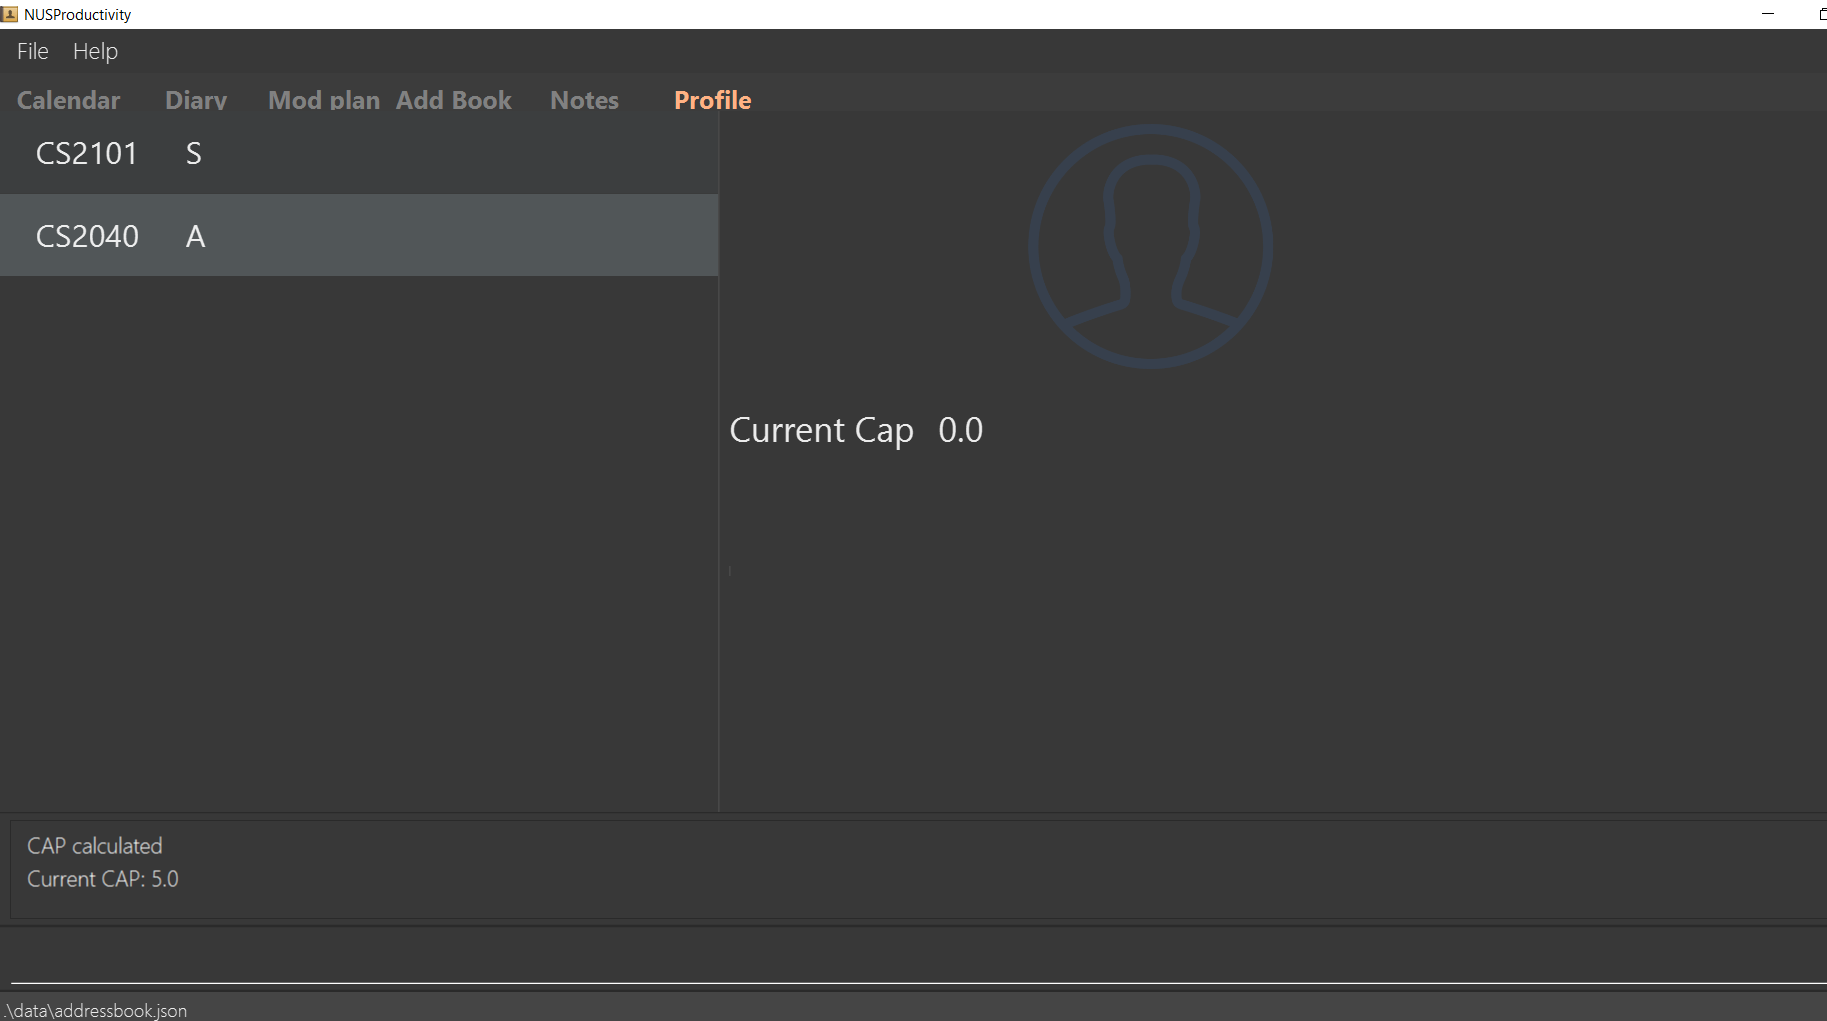 NUSProductivity
File Help
Calendar Diary Mod plan Add Book Notes Profile
CS2101 S
CS2040 A
Current Cap 0.0
CAP calculated
Current CAP: 5.0
.\data\addressbook.json